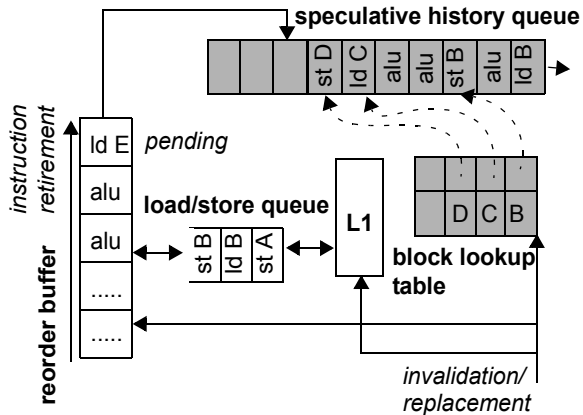 speculative history queue
st D
ld C
alu
alu
st B
alu
ld B
instruction
retirement
ld E
pending
alu
alu
.....
.....
reorder buffer
load/store queue
st B
ld B
st A
L1
D
C
B
block lookup
table
invalidation/
replacement